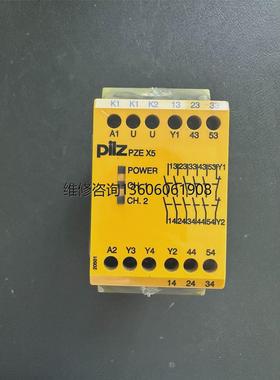 K1 K1 K2 13 23 33
A1 U U Y1 43 53
pilz
PZE X5
POWER
13 23 33 43 53 Y1
维修咨询13606061908
CH. 2
14 24 34 44 54 Y2
A2 Y3 Y4 Y2 44 54
14 24 34